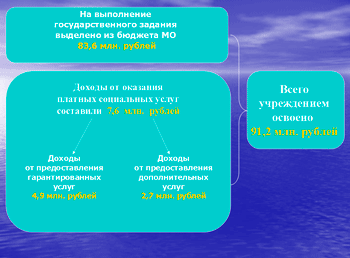 На выполнение
государственного задания
выделено из бюджета МО
83,6 млн. рублей
Доходы от оказания
платных социальных услуг
составили 7,6 млн. рублей
Доходы
от предоставления
гарантированных
услуг
4,9 млн. рублей
Доходы
от предоставления
дополнительных
услуг
2,7 млн. рублей
Всего
учреждением
освоено
91,2 млн. рублей